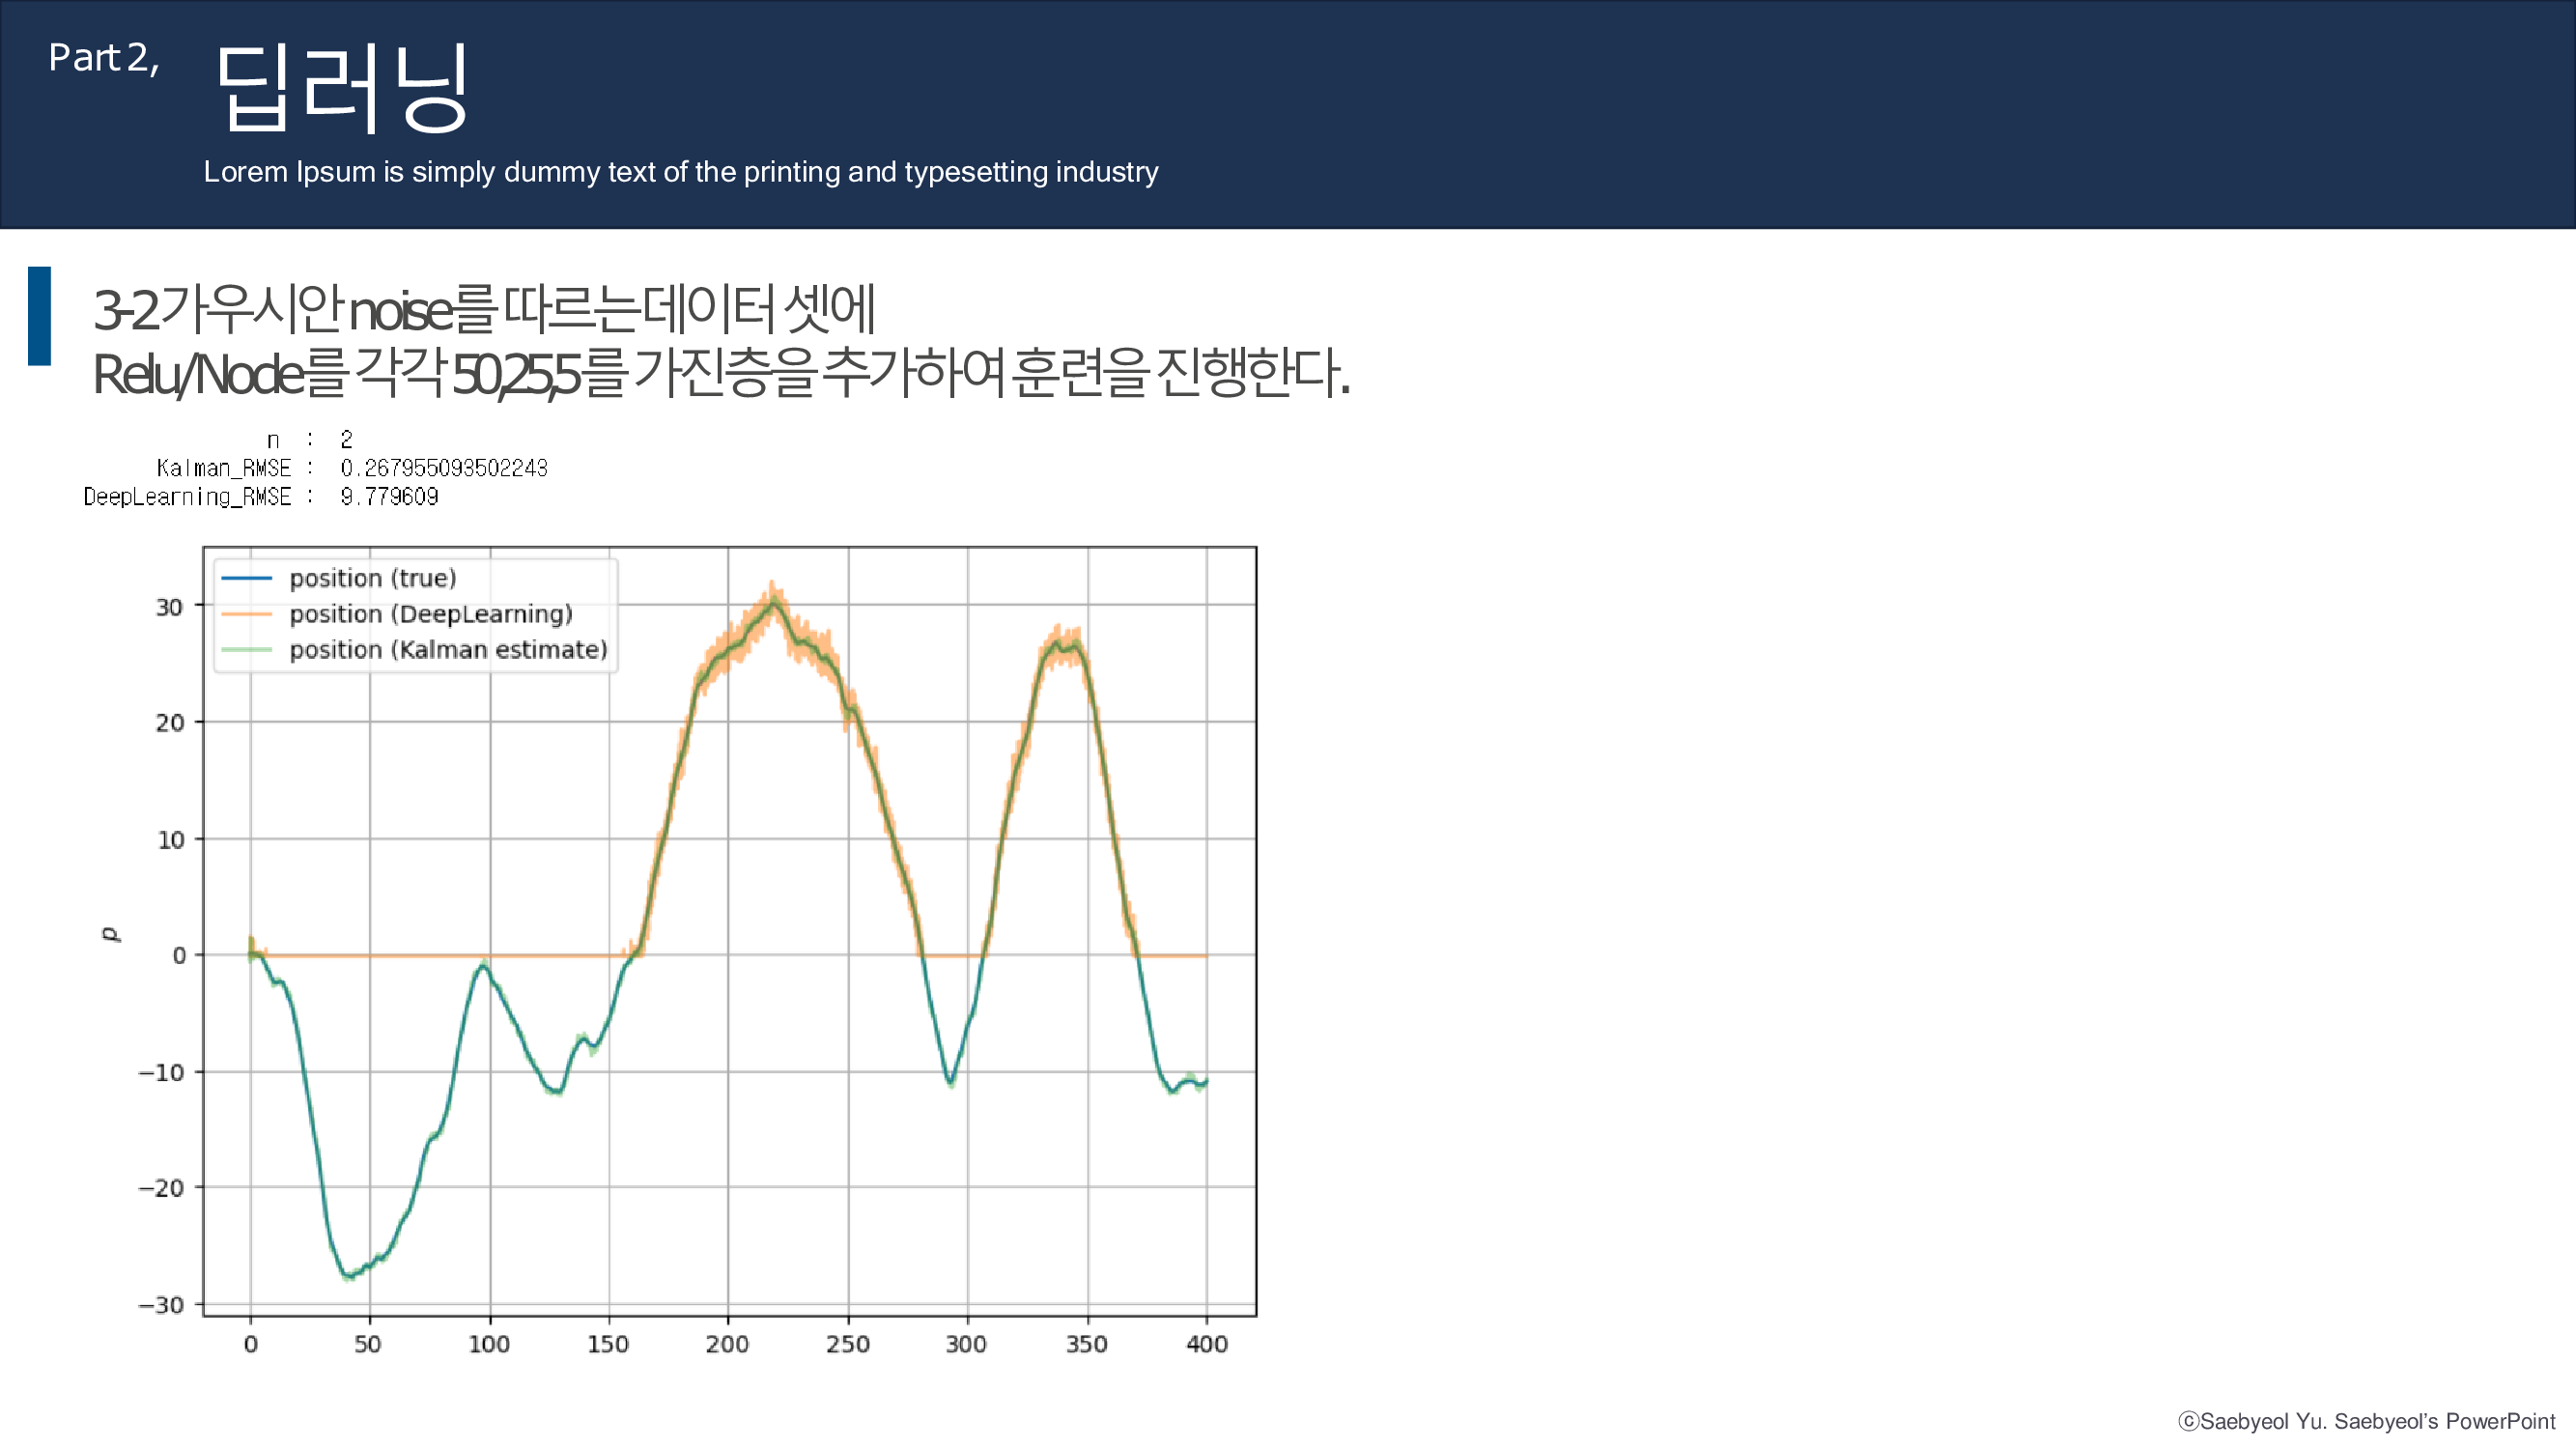 Part 2,
딥러닝
Lorem Ipsum is simply dummy text of the printing and typesetting industry
3-2가우시안 noise를 따르는 데이터 셋에
Relu/Node를 각각 50,25,5를 가진층을 추가하여 훈련을 진행한다.
n : 2
Kalman_RMSE : 0.267955093502243
DeepLearning_RMSE : 9.779609
position (true)
position (DeepLearning)
position (Kalman estimate)
30
20
10
p
0
−10
−20
−30
0 50 100 150 200 250 300 350 400
ⓒSaebyeol Yu. Saebyeol’s PowerPoint